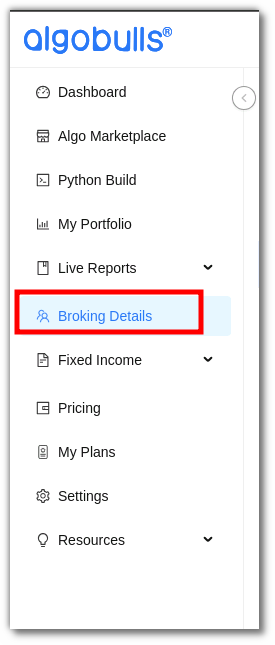 algobulls®
Dashboard
Algo Marketplace
Python Build
My Portfolio
Live Reports
Broking Details
Fixed Income
Pricing
My Plans
Settings
Resources